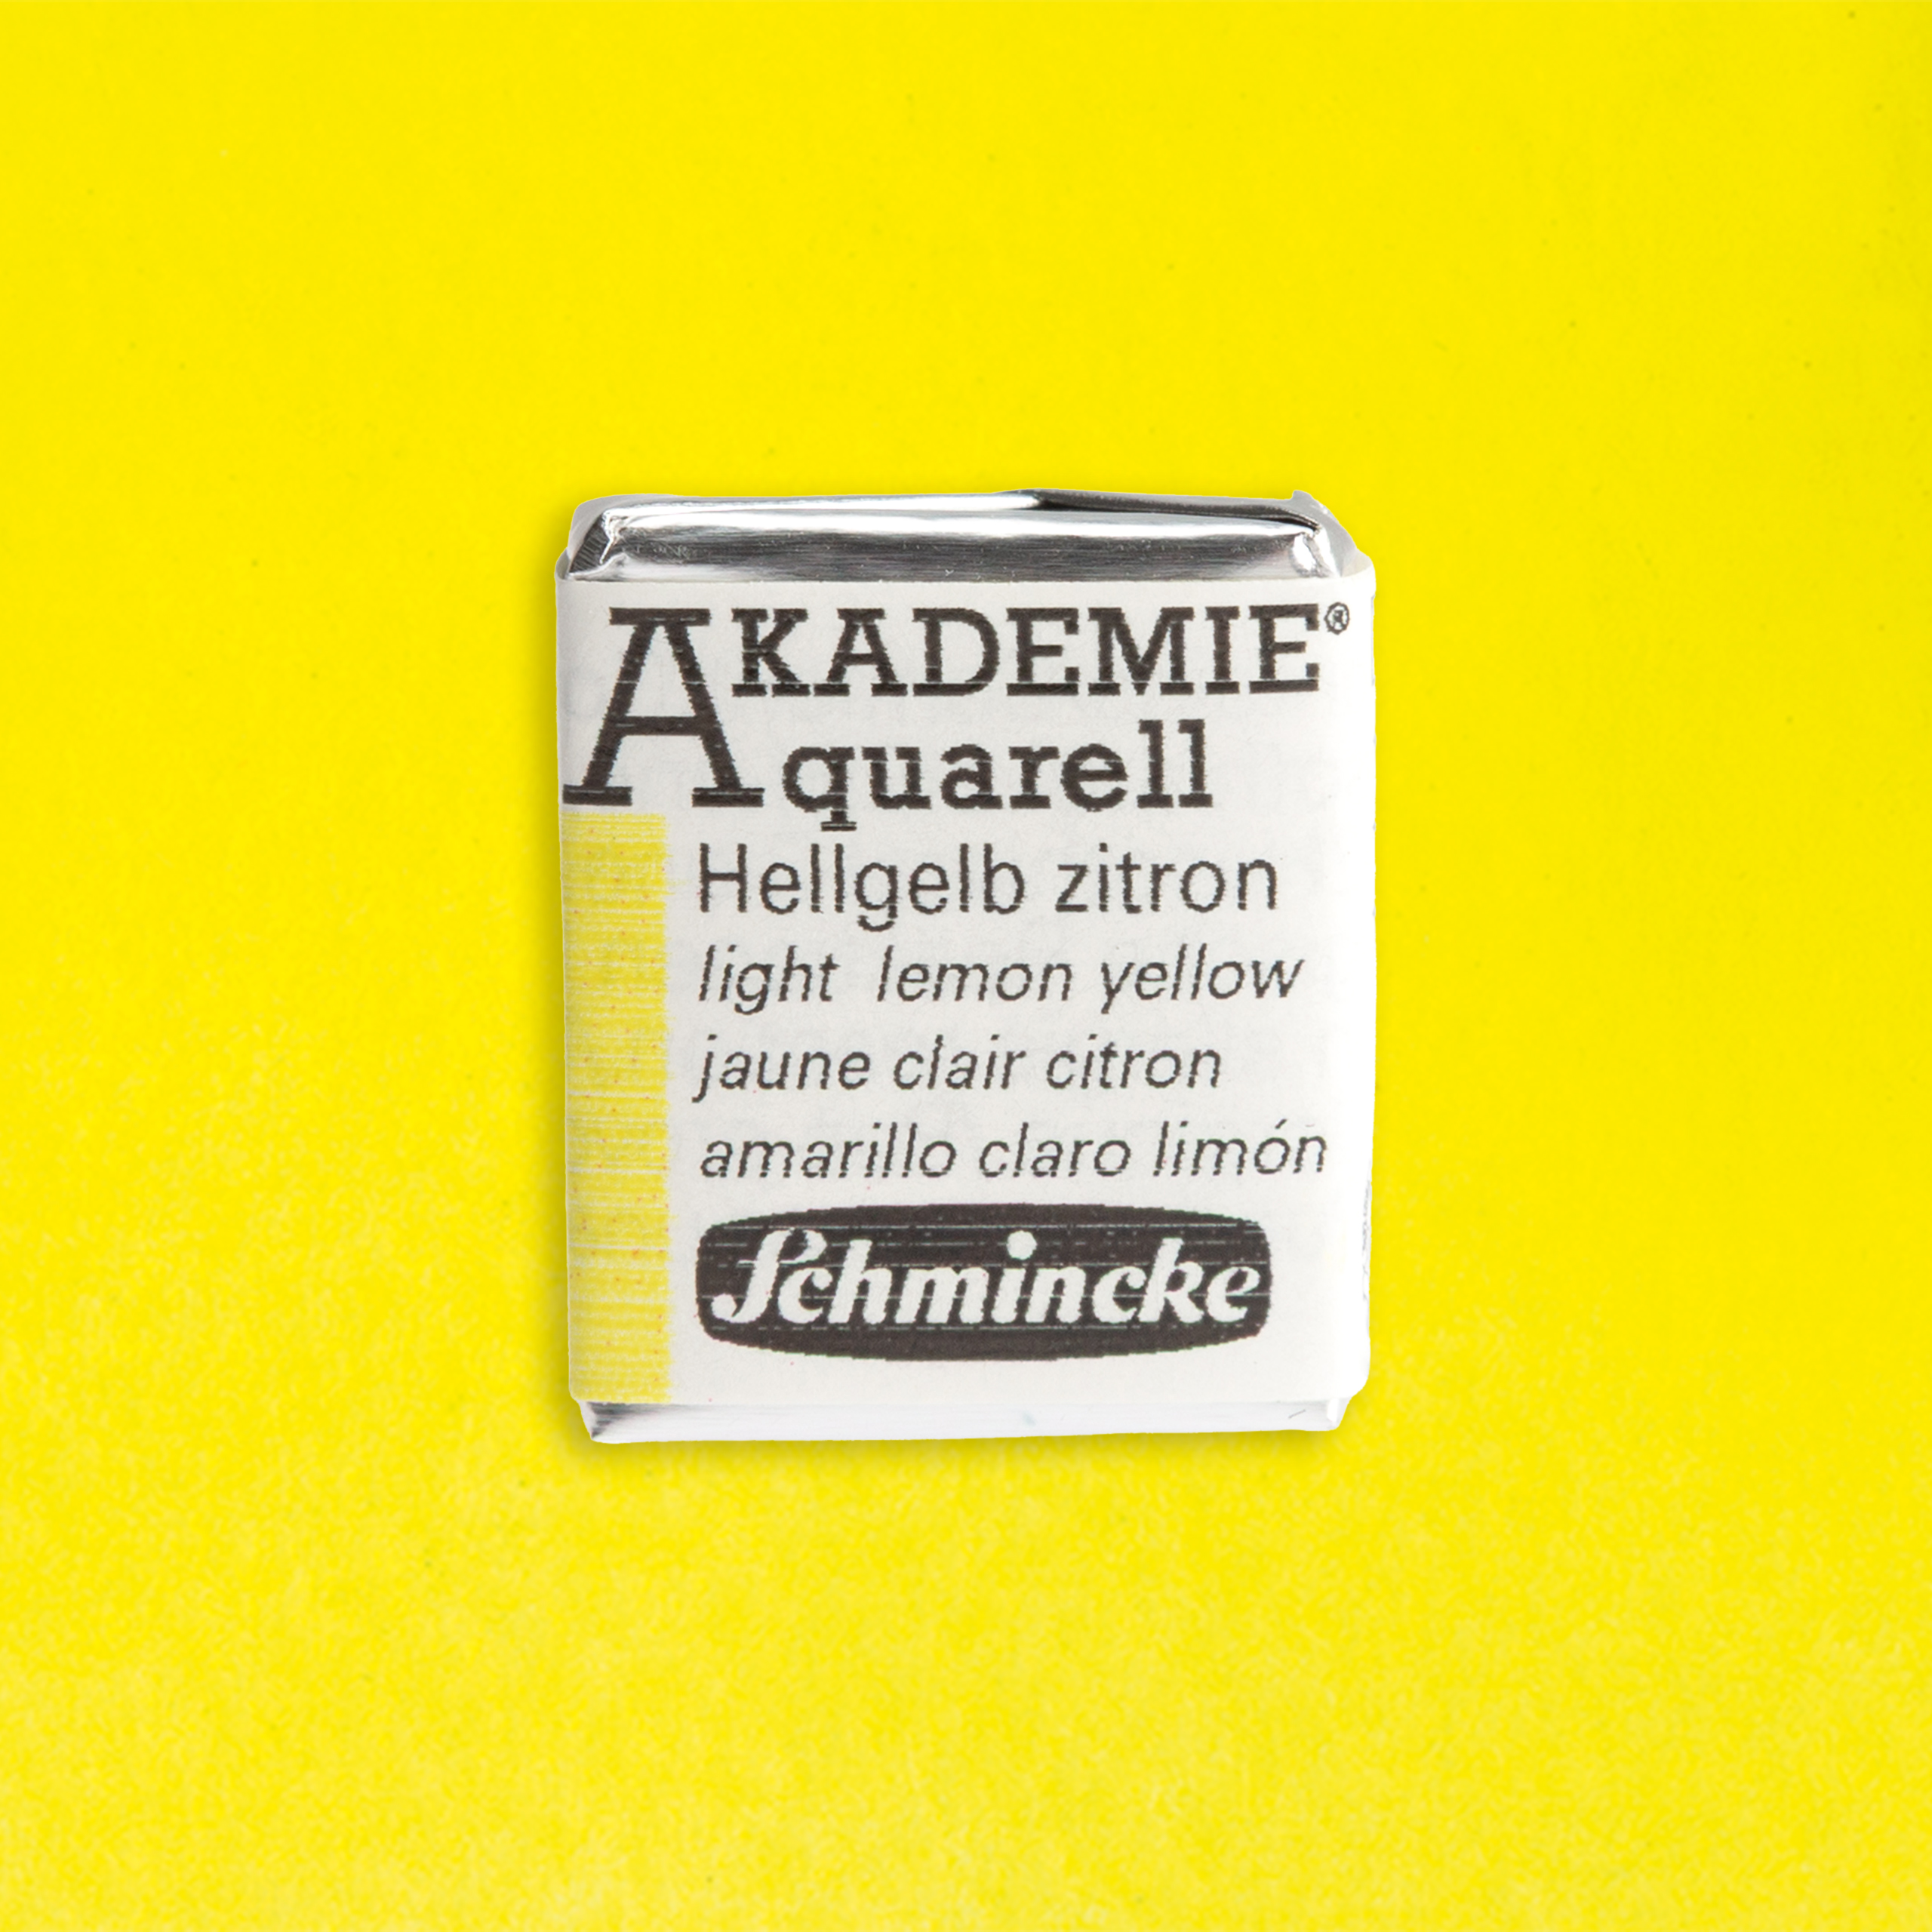 AKADEMIE®
Aquarell
Hellgelb zitron
light lemon yellow
jaune clair citron
amarillo claro limón
Schmincke